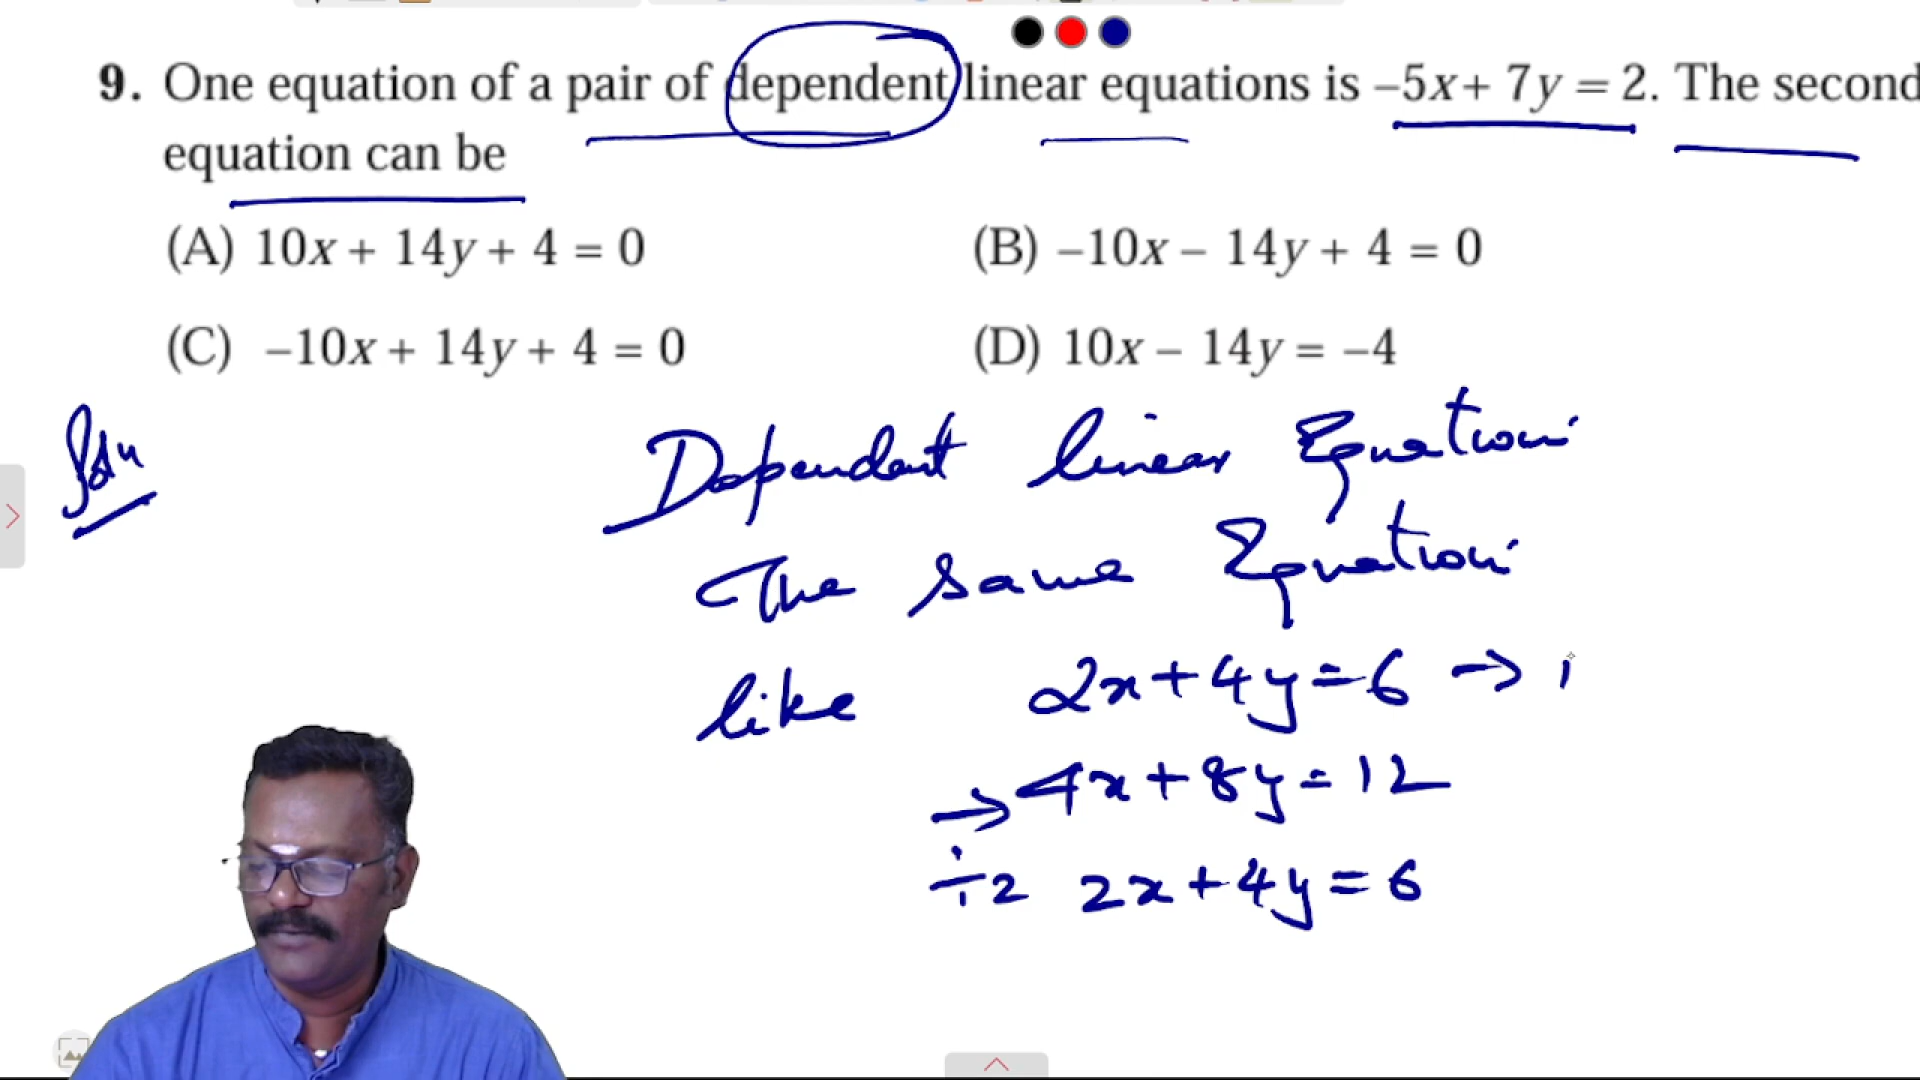 9. One equation of a pair of dependent linear equations is –5x + 7y = 2. The second
equation can be
(A) 10x + 14y + 4 = 0 (B) –10x – 14y + 4 = 0
(C) –10x + 14y + 4 = 0 (D) 10x – 14y = –4
Soln
Dependent linear Equation
The same Equation
like 2x + 4y = 6 → 1
→ 4x + 8y = 12
÷2 2x + 4y = 6